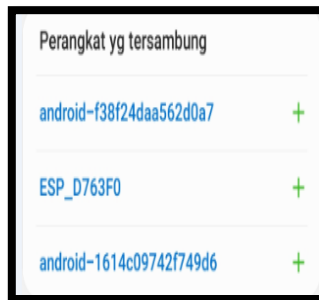 Perangkat yg tersambung
android-f38f24daa562d0a7
ESP_D763F0
android-1614c09742f749d6